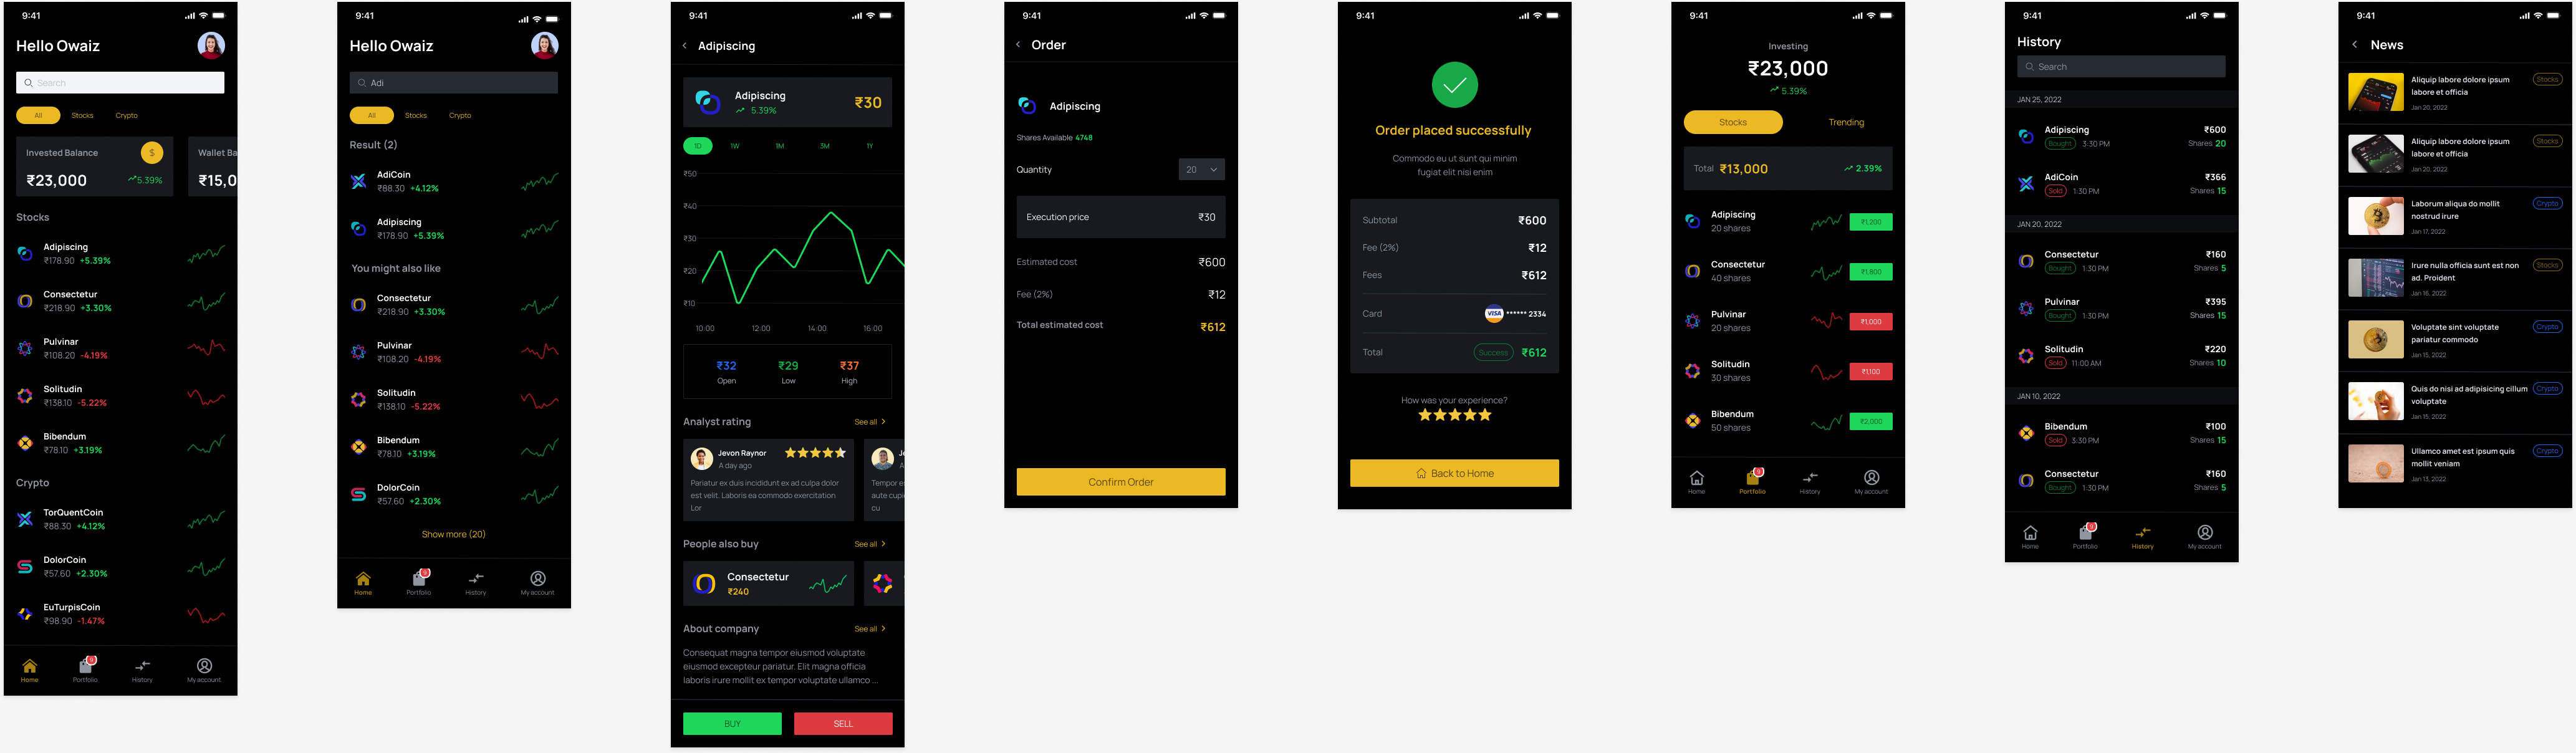 9:41
Hello Owaiz
Search
All Stocks Crypto
Invested Balance $ Wallet Ba
₹23,000 5.39% ₹15,0
Stocks
Adipiscing
₹178.90 +5.39%
Consectetur
₹218.90 +3.30%
Pulvinar
₹108.20 -4.19%
Solitudin
₹138.10 -5.22%
Bibendum
₹78.10 +3.19%
Crypto
TorQuentCoin
₹88.30 +4.12%
DolorCoin
₹57.60 +2.30%
EuTurpisCoin
₹98.90 -1.47%
9
Home Portfolio History My account
9:41
Hello Owaiz
Adi
All Stocks Crypto
Result (2)
AdiCoin
₹88.30 +4.12%
Adipiscing
₹178.90 +5.39%
You might also like
Consectetur
₹218.90 +3.30%
Pulvinar
₹108.20 -4.19%
Solitudin
₹138.10 -5.22%
Bibendum
₹78.10 +3.19%
DolorCoin
₹57.60 +2.30%
Show more (20)
9
Home Portfolio History My account
9:41
Adipiscing
Adipiscing
5.39%
₹30
1D 1W 1M 3M 1Y
₹50
₹40
₹30
₹20
₹10
10:00 12:00 14:00 16:00
₹32 ₹29 ₹37
Open Low High
Analyst rating See all
Jevon Raynor Je
A day ago A
Pariatur ex duis incididunt ex ad culpa dolor Tempor es
est velit. Laboris ea commodo exercitation aute cupi
Lor cu
People also buy See all
Consectetur
₹240
About company See all
Consequat magna tempor eiusmod voluptate
eiusmod excepteur pariatur. Elit magna officia
laboris irure mollit ex tempor voluptate ullamco ...
BUY SELL
9:41
Order
Adipiscing
Shares Available 4748
Quantity 20
Execution price ₹30
Estimated cost ₹600
Fee (2%) ₹12
Total estimated cost ₹612
Confirm Order
9:41
Order placed successfully
Commodo eu ut sunt qui minim
fugiat elit nisi enim
Subtotal ₹600
Fee (2%) ₹12
Fees ₹612
Card VISA ****** 2334
Total Success ₹612
How was your experience?
Back to Home
9:41
Investing
₹23,000
5.39%
Stocks Trending
Total ₹13,000 2.39%
Adipiscing
20 shares
₹1,200
Consectetur
40 shares
₹1,800
Pulvinar
20 shares
₹1,000
Solitudin
30 shares
₹1,100
Bibendum
50 shares
₹2,000
9
Home Portfolio History My account
9:41
History
Search
JAN 25, 2022
Adipiscing ₹600
Bought 3:30 PM Shares 20
AdiCoin ₹366
Sold 1:30 PM Shares 15
JAN 20, 2022
Consectetur ₹160
Bought 1:30 PM Shares 5
Pulvinar ₹395
Bought 1:30 PM Shares 15
Solitudin ₹220
Sold 11:00 AM Shares 10
JAN 10, 2022
Bibendum ₹100
Sold 3:30 PM Shares 15
Consectetur ₹160
Bought 1:30 PM Shares 5
9
Home Portfolio History My account
9:41
News
Aliquip labore dolore ipsum Stocks
labore et officia
Jan 20, 2022
Aliquip labore dolore ipsum Stocks
labore et officia
Jan 20, 2022
Laborum aliqua do mollit Crypto
nostrud irure
Jan 17, 2022
Irure nulla officia sunt est non Stocks
ad. Proident
Jan 16, 2022
Voluptate sint voluptate Crypto
pariatur commodo
Jan 15, 2022
Quis do nisi ad adipisicing cillum Crypto
voluptate
Jan 15, 2022
Ullamco amet est ipsum quis Crypto
mollit veniam
Jan 13, 2022